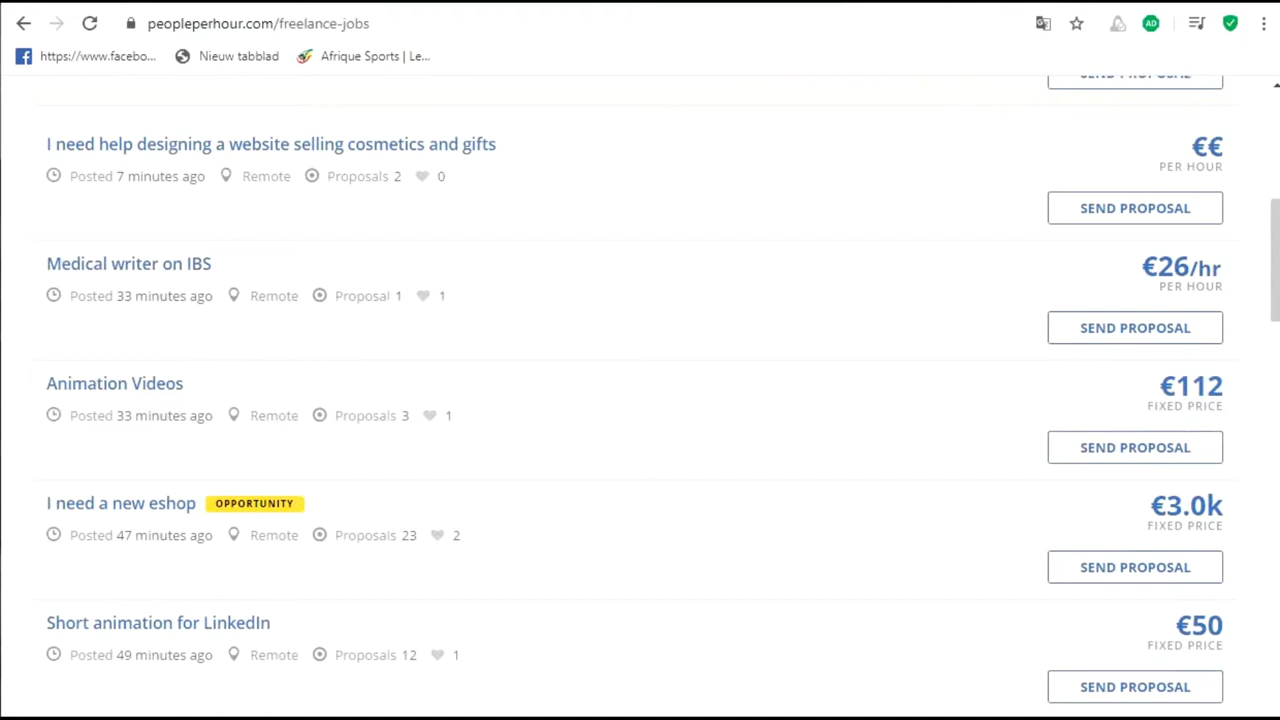 peopleperhour.com/freelance-jobs
AD
https://www.facebo... Nieuw tabblad Afrique Sports | Le...
SEND PROPOSAL
I need help designing a website selling cosmetics and gifts
€€
PER HOUR
Posted 7 minutes ago Remote Proposals 2 0
SEND PROPOSAL
Medical writer on IBS
€26/hr
PER HOUR
Posted 33 minutes ago Remote Proposal 1 1
SEND PROPOSAL
Animation Videos
€112
FIXED PRICE
Posted 33 minutes ago Remote Proposals 3 1
SEND PROPOSAL
I need a new eshop OPPORTUNITY
€3.0k
FIXED PRICE
Posted 47 minutes ago Remote Proposals 23 2
SEND PROPOSAL
Short animation for LinkedIn
€50
FIXED PRICE
Posted 49 minutes ago Remote Proposals 12 1
SEND PROPOSAL